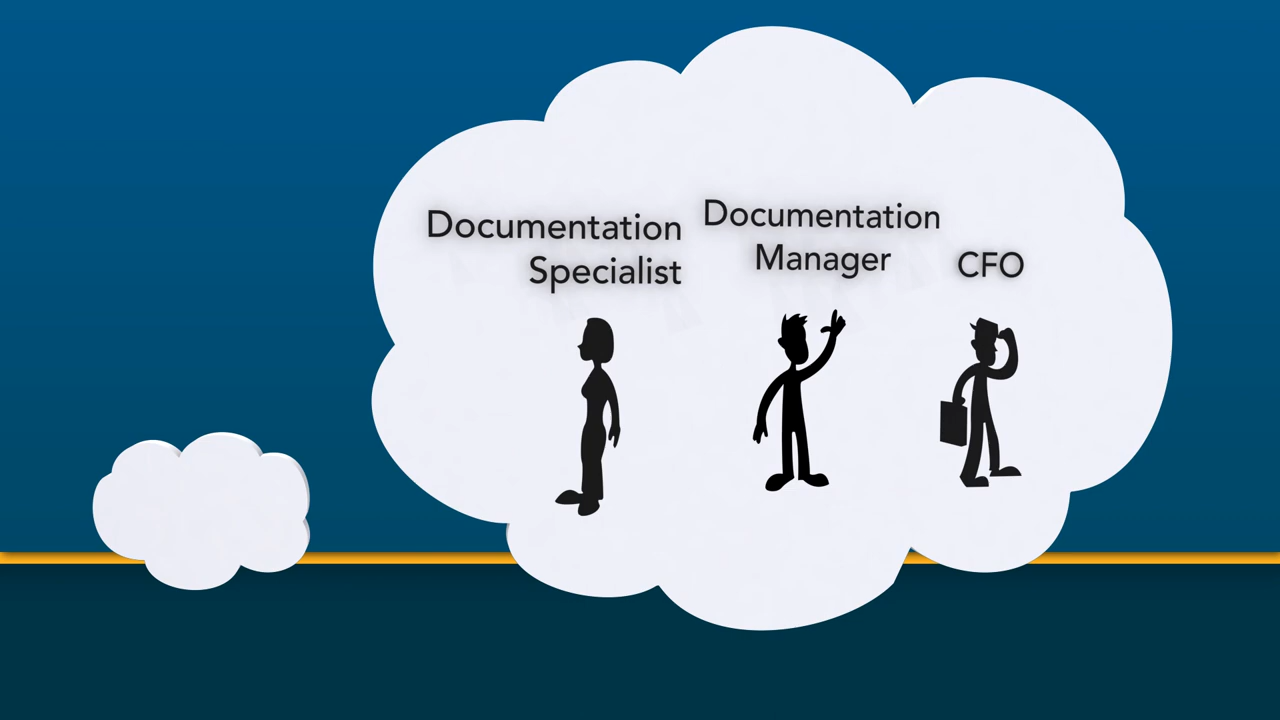 Documentation
Specialist
Documentation
Manager
CFO